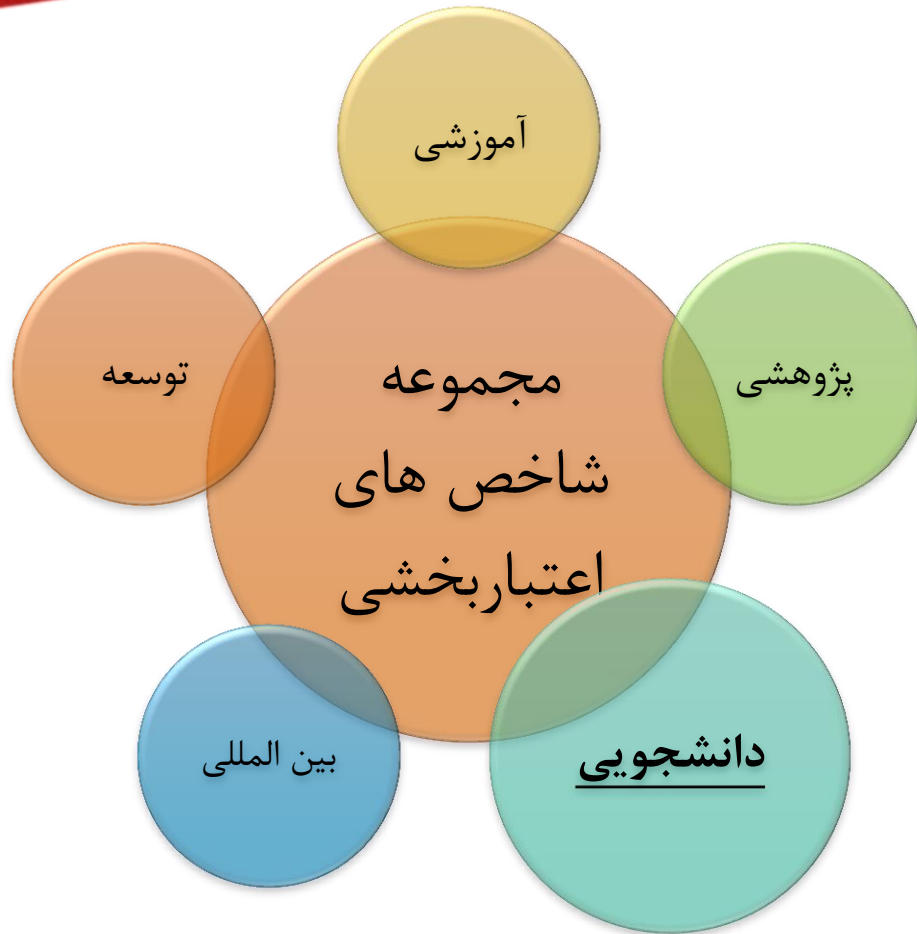 آموزشی
مجموعه
شاخص های
اعتباربخشی
پژوهشی
دانشجویی
بین المللی
توسعه